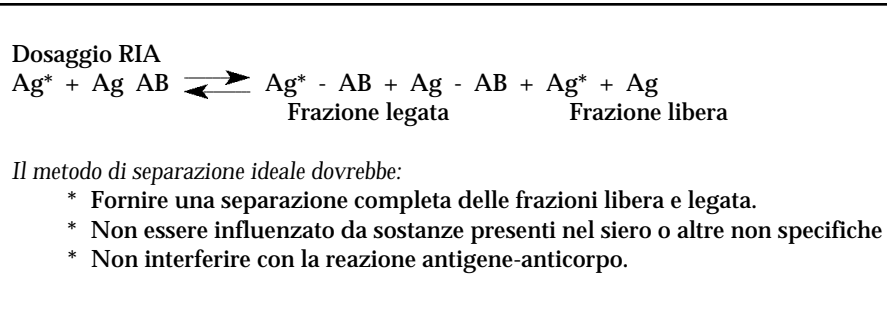 Dosaggio RIA
Ag* + Ag AB ⇄ Ag* - AB + Ag - AB + Ag* + Ag
Frazione legata Frazione libera
Il metodo di separazione ideale dovrebbe:
* Fornire una separazione completa delle frazioni libera e legata.
* Non essere influenzato da sostanze presenti nel siero o altre non specifiche
* Non interferire con la reazione antigene-anticorpo.